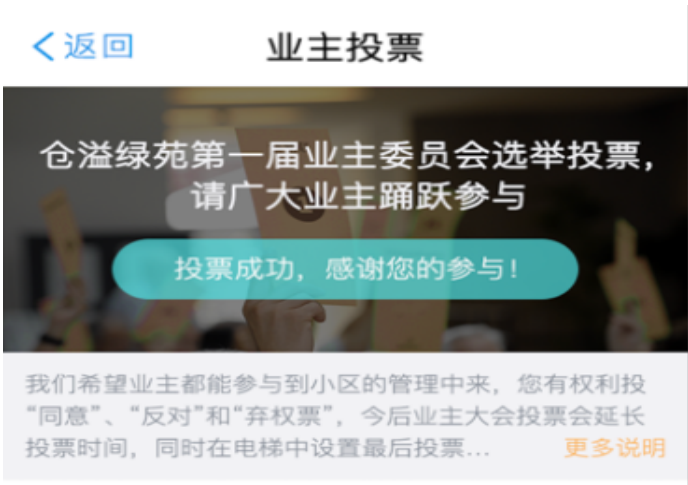 返回
业主投票
仓溢绿苑第一届业主委员会选举投票，
请广大业主踊跃参与
投票成功，感谢您的参与！
我们希望业主都能参与到小区的管理中来，您有权利投
“同意”、“反对”和“弃权票”，今后业主大会投票会延长
投票时间，同时在电梯中设置最后投票... 更多说明